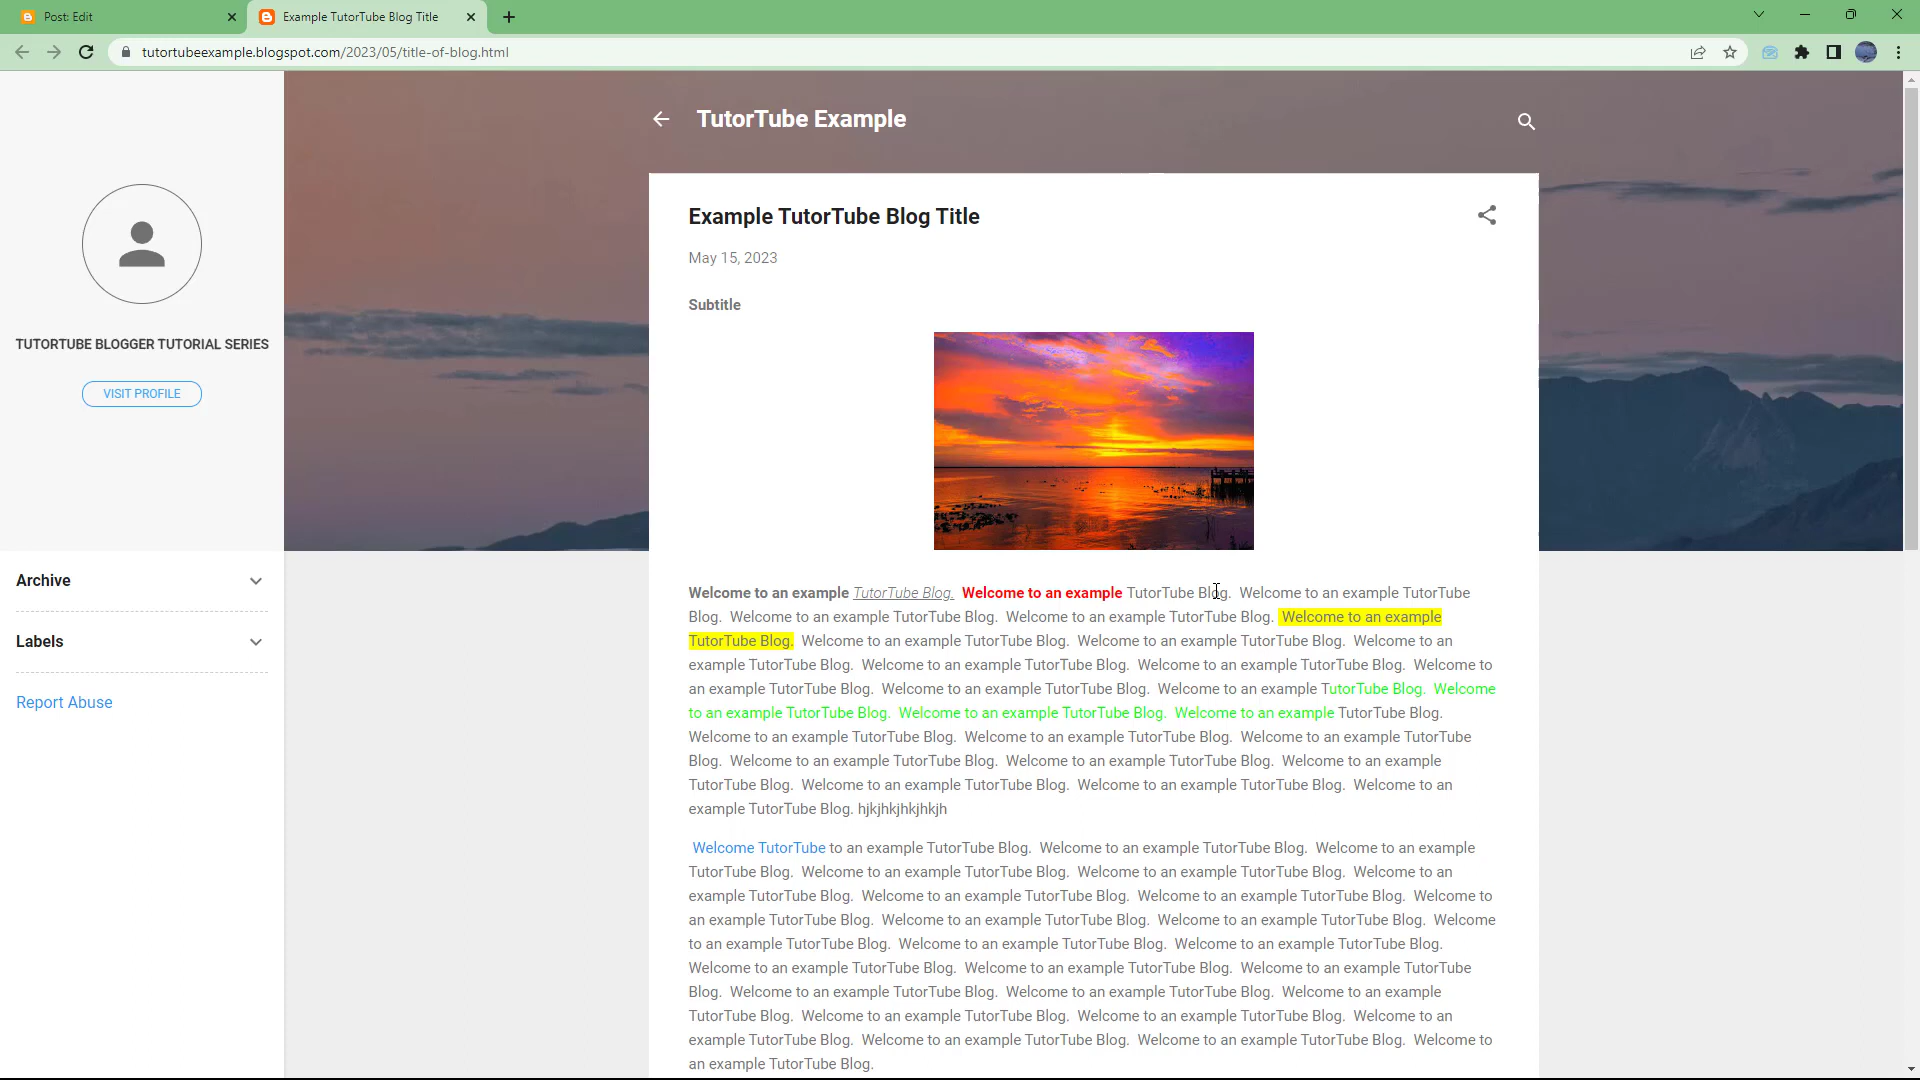 Post: Edit
Example TutorTube Blog Title
tutortubeexample.blogspot.com/2023/05/title-of-blog.html
TutorTube Example
TUTORTUBE BLOGGER TUTORIAL SERIES
VISIT PROFILE
Archive
Labels
Report Abuse
Example TutorTube Blog Title
May 15, 2023
Subtitle
Welcome to an example TutorTube Blog.  Welcome to an example TutorTube Blog.  Welcome to an example TutorTube
Blog.  Welcome to an example TutorTube Blog.  Welcome to an example TutorTube Blog.  Welcome to an example
TutorTube Blog.  Welcome to an example TutorTube Blog.  Welcome to an example TutorTube Blog.  Welcome to an
example TutorTube Blog.  Welcome to an example TutorTube Blog.  Welcome to an example TutorTube Blog.  Welcome to
an example TutorTube Blog.  Welcome to an example TutorTube Blog.  Welcome to an example TutorTube Blog.  Welcome
to an example TutorTube Blog.  Welcome to an example TutorTube Blog.  Welcome to an example TutorTube Blog.
Welcome to an example TutorTube Blog.  Welcome to an example TutorTube Blog.  Welcome to an example TutorTube
Blog.  Welcome to an example TutorTube Blog.  Welcome to an example TutorTube Blog.  Welcome to an example
TutorTube Blog.  Welcome to an example TutorTube Blog.  Welcome to an example TutorTube Blog.  Welcome to an
example TutorTube Blog. hjkjhkjhkjhkjh
Welcome TutorTube to an example TutorTube Blog.  Welcome to an example TutorTube Blog.  Welcome to an example
TutorTube Blog.  Welcome to an example TutorTube Blog.  Welcome to an example TutorTube Blog.  Welcome to an
example TutorTube Blog.  Welcome to an example TutorTube Blog.  Welcome to an example TutorTube Blog.  Welcome to
an example TutorTube Blog.  Welcome to an example TutorTube Blog.  Welcome to an example TutorTube Blog.  Welcome
to an example TutorTube Blog.  Welcome to an example TutorTube Blog.  Welcome to an example TutorTube Blog.
Welcome to an example TutorTube Blog.  Welcome to an example TutorTube Blog.  Welcome to an example TutorTube
Blog.  Welcome to an example TutorTube Blog.  Welcome to an example TutorTube Blog.  Welcome to an example
TutorTube Blog.  Welcome to an example TutorTube Blog.  Welcome to an example TutorTube Blog.  Welcome to an
example TutorTube Blog.  Welcome to an example TutorTube Blog.  Welcome to an example TutorTube Blog.  Welcome to
an example TutorTube Blog.